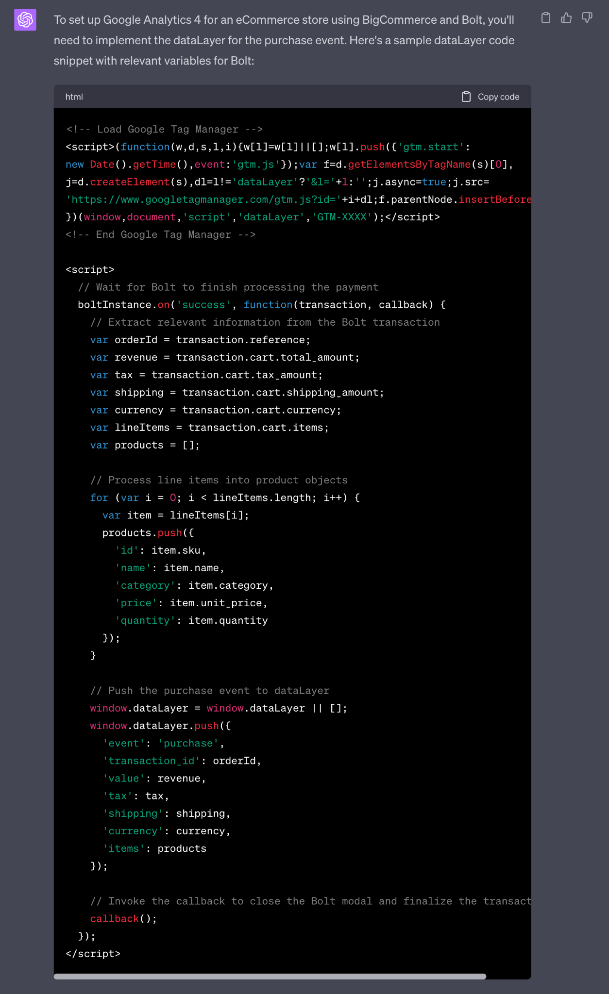 To set up Google Analytics 4 for an eCommerce store using BigCommerce and Bolt, you'll
need to implement the dataLayer for the purchase event. Here's a sample dataLayer code
snippet with relevant variables for Bolt:
html
Copy code
<!-- Load Google Tag Manager -->
<script>(function(w,d,s,l,i){w[l]=w[l]||[];w[l].push({'gtm.start':
new Date().getTime(),event:'gtm.js'});var f=d.getElementsByTagName(s)[0],
j=d.createElement(s),dl=l!='dataLayer'?'&l='+l:'';j.async=true;j.src=
'https://www.googletagmanager.com/gtm.js?id='+i+dl;f.parentNode.insertBefore
})(window,document,'script','dataLayer','GTM-XXXX');</script>
<!-- End Google Tag Manager -->
<script>
// Wait for Bolt to finish processing the payment
boltInstance.on('success', function(transaction, callback) {
// Extract relevant information from the Bolt transaction
var orderId = transaction.reference;
var revenue = transaction.cart.total_amount;
var tax = transaction.cart.tax_amount;
var shipping = transaction.cart.shipping_amount;
var currency = transaction.cart.currency;
var lineItems = transaction.cart.items;
var products = [];
// Process line items into product objects
for (var i = 0; i < lineItems.length; i++) {
var item = lineItems[i];
products.push({
'id': item.sku,
'name': item.name,
'category': item.category,
'price': item.unit_price,
'quantity': item.quantity
});
}
// Push the purchase event to dataLayer
window.dataLayer = window.dataLayer || [];
window.dataLayer.push({
'event': 'purchase',
'transaction_id': orderId,
'value': revenue,
'tax': tax,
'shipping': shipping,
'currency': currency,
'items': products
});
// Invoke the callback to close the Bolt modal and finalize the transact
callback();
});
</script>